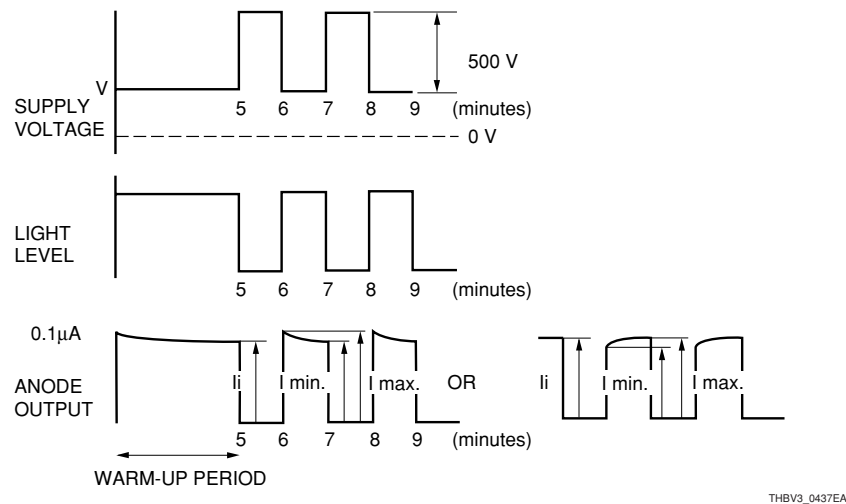 500 V
V
SUPPLY
VOLTAGE
5 6 7 8 9 (minutes)
0 V
LIGHT
LEVEL
5 6 7 8 9 (minutes)
0.1μA
ANODE
OUTPUT
Ii I min. I max. OR Ii I min. I max.
5 6 7 8 9 (minutes)
WARM-UP PERIOD
THBV3_0437EA